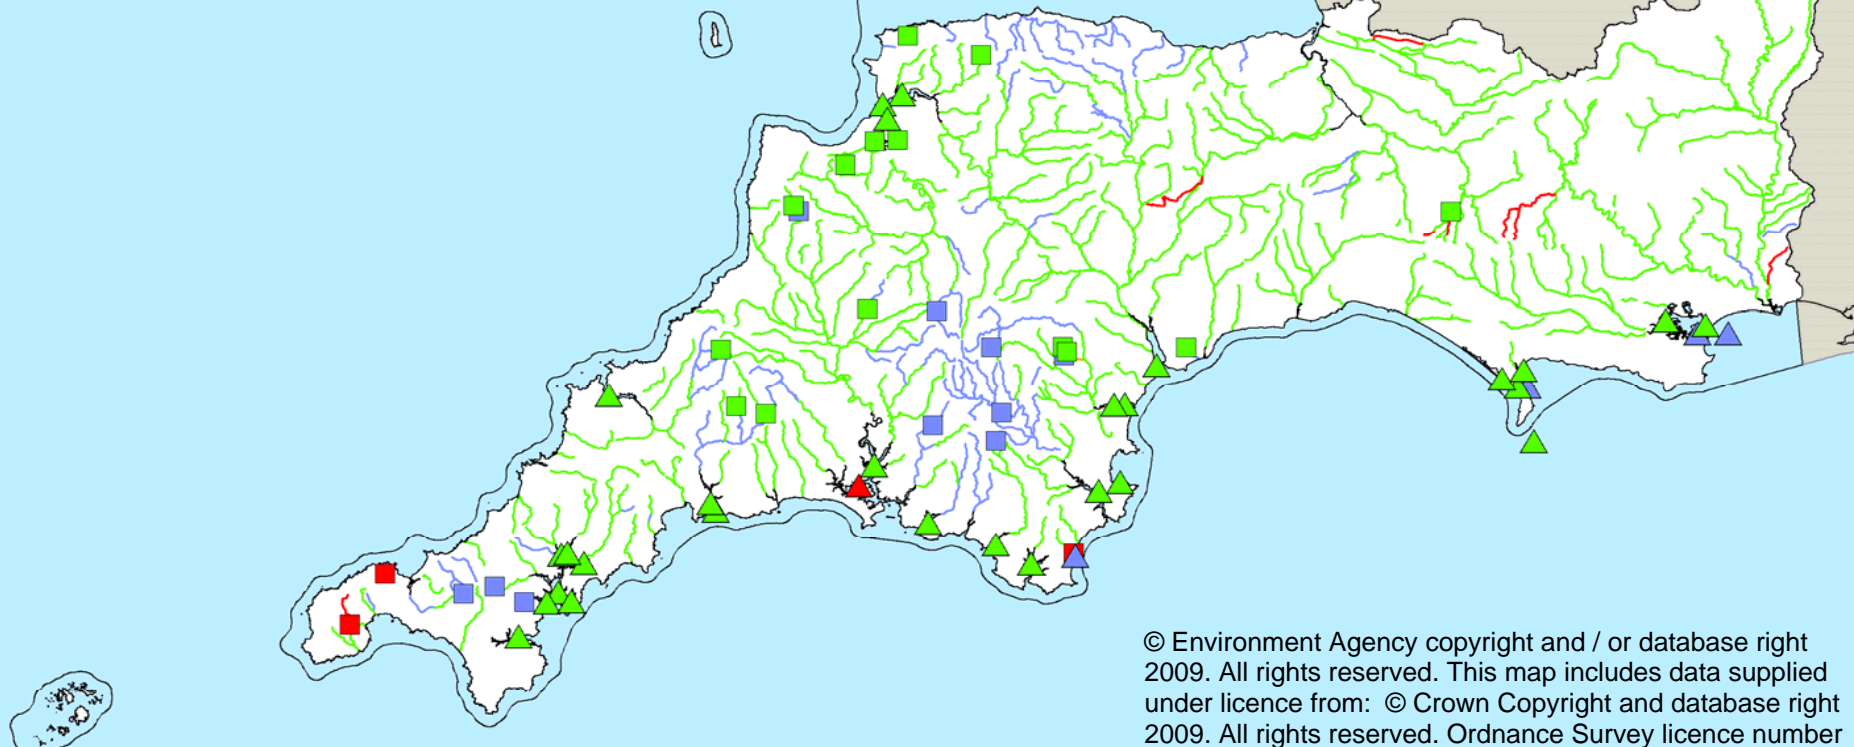 © Environment Agency copyright and / or database right
2009. All rights reserved. This map includes data supplied
under licence from:  © Crown Copyright and database right
2009. All rights reserved. Ordnance Survey licence number